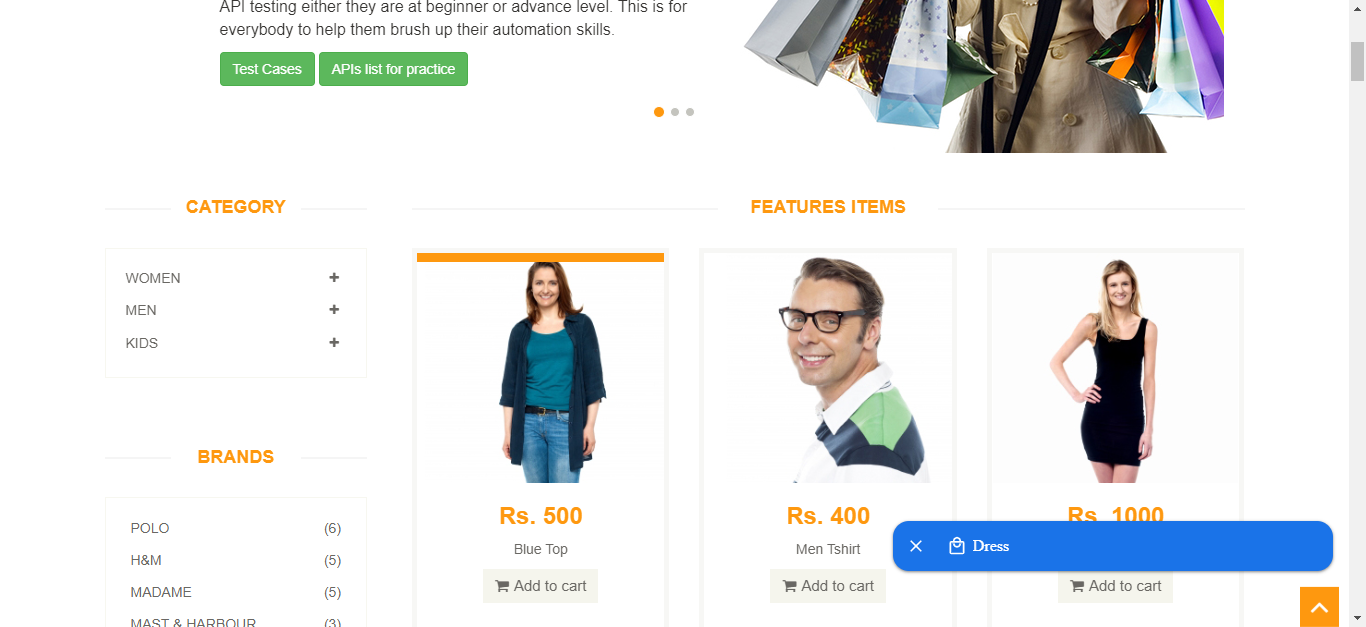 API testing either they are at beginner or advance level. This is for
everybody to help them brush up their automation skills.
Test Cases
APIs list for practice
CATEGORY
WOMEN
MEN
KIDS
BRANDS
POLO (6)
H&M (5)
MADAME (5)
MAST & HARBOUR (3)
FEATURES ITEMS
Rs. 500
Blue Top
Add to cart
Rs. 400
Men Tshirt
Add to cart
Rs. 1000
Dress
Add to cart